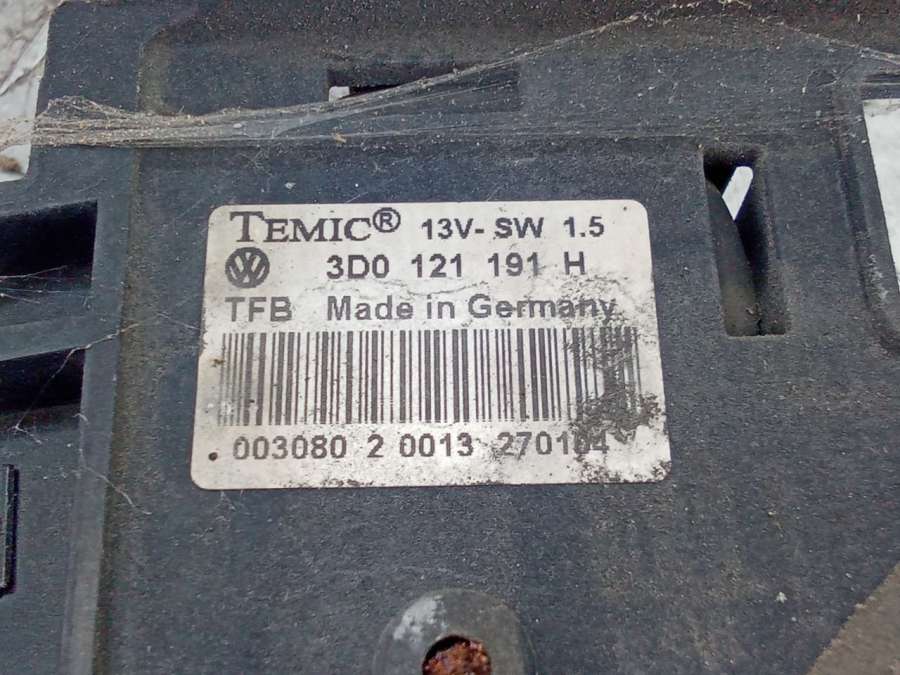 TEMIC® 13V- SW 1.5
3D0 121 191 H
TFB Made in Germany
003080 2 0013 270104